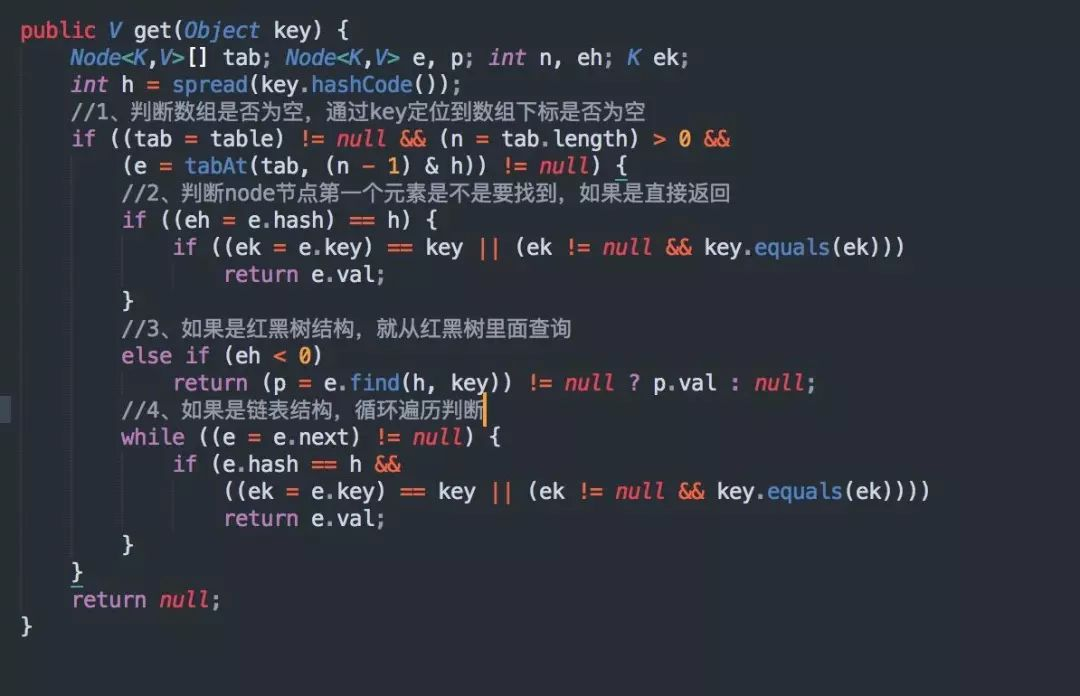 public V get(Object key) {
    Node<K,V>[] tab; Node<K,V> e, p; int n, eh; K ek;
    int h = spread(key.hashCode());
    //1、判断数组是否为空，通过key定位到数组下标是否为空
    if ((tab = table) != null && (n = tab.length) > 0 &&
        (e = tabAt(tab, (n - 1) & h)) != null) {
        //2、判断node节点第一个元素是不是要找到，如果是直接返回
        if ((eh = e.hash) == h) {
            if ((ek = e.key) == key || (ek != null && key.equals(ek)))
                return e.val;
        }
        //3、如果是红黑树结构，就从红黑树里面查询
        else if (eh < 0)
            return (p = e.find(h, key)) != null ? p.val : null;
        //4、如果是链表结构，循环遍历判断
        while ((e = e.next) != null) {
            if (e.hash == h &&
                ((ek = e.key) == key || (ek != null && key.equals(ek))))
                return e.val;
        }
    }
    return null;
}